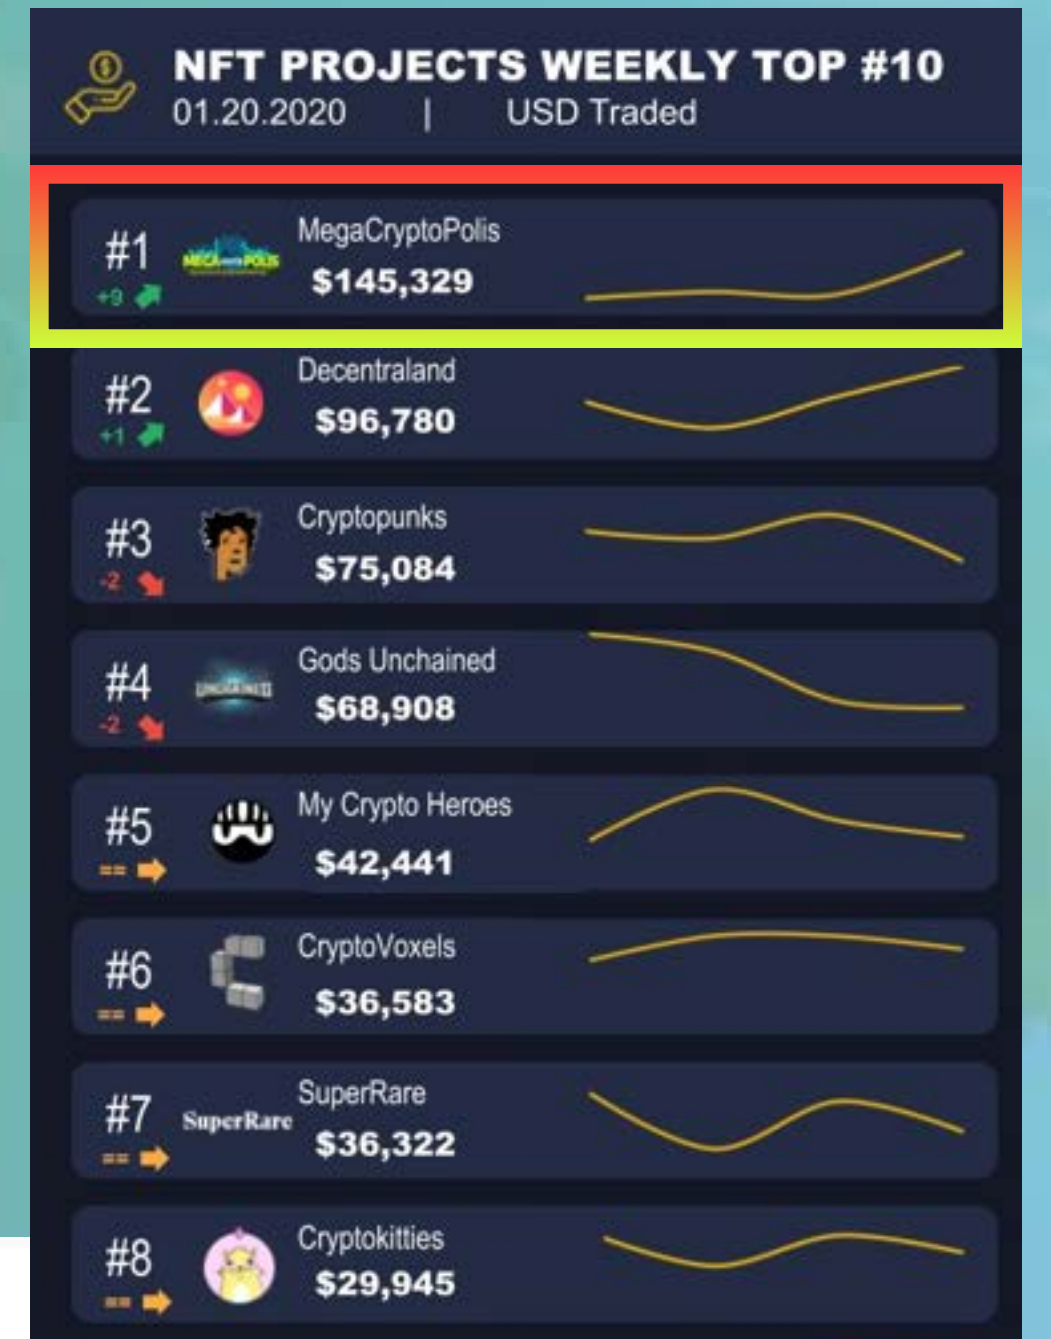 NFT PROJECTS WEEKLY TOP #10
01.20.2020 | USD Traded
#1
+9
MEGACRYPTOPOLIS
MegaCryptoPolis
$145,329
#2
+1
Decentraland
$96,780
#3
-2
Cryptopunks
$75,084
#4
-2
UNCHAINED
Gods Unchained
$68,908
#5
==
My Crypto Heroes
$42,441
#6
==
CryptoVoxels
$36,583
#7
==
SuperRare
SuperRare
$36,322
#8
==
Cryptokitties
$29,945